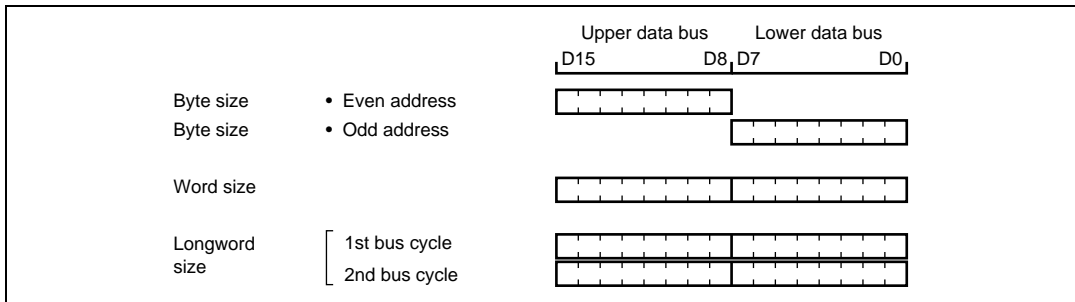 Upper data bus Lower data bus
D15 D8 D7 D0
Byte size • Even address
Byte size • Odd address
Word size
Longword size 1st bus cycle
2nd bus cycle